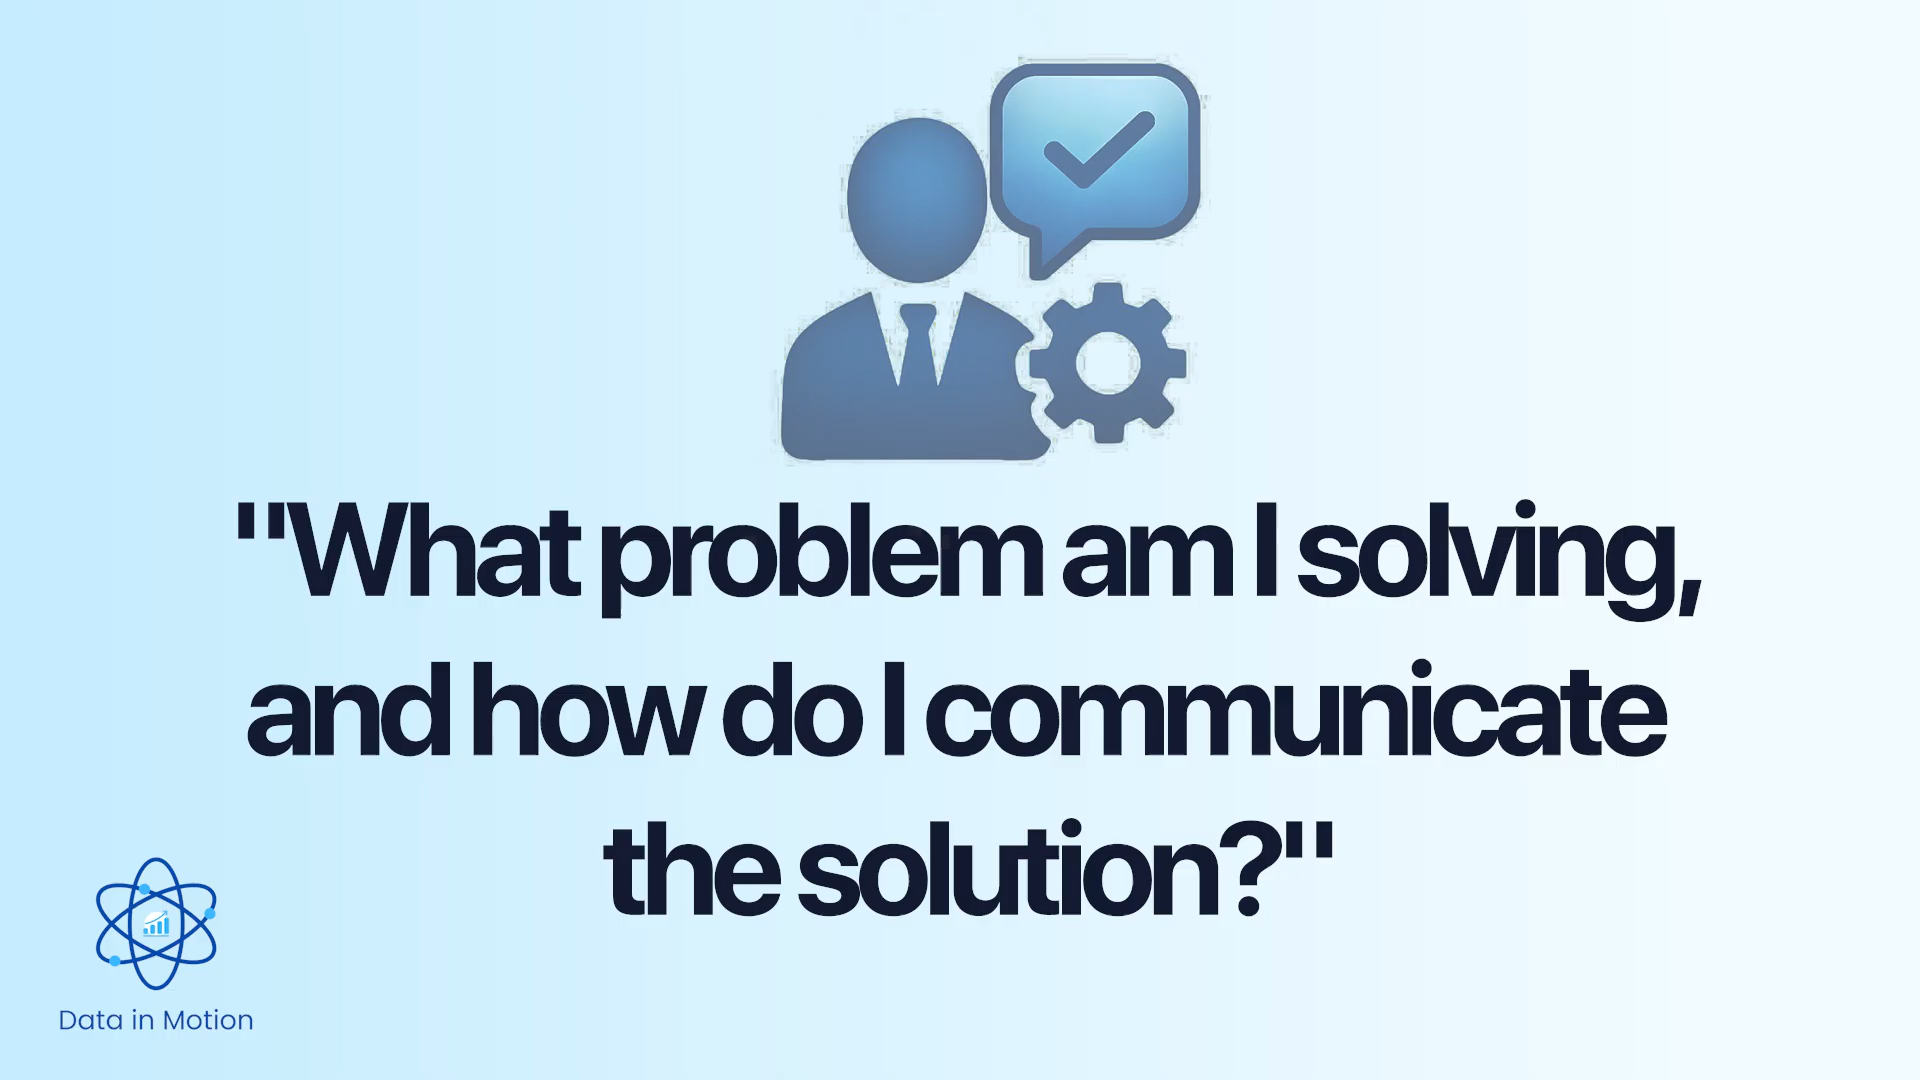 "What problem am I solving,
and how do I communicate
the solution?"
Data in Motion